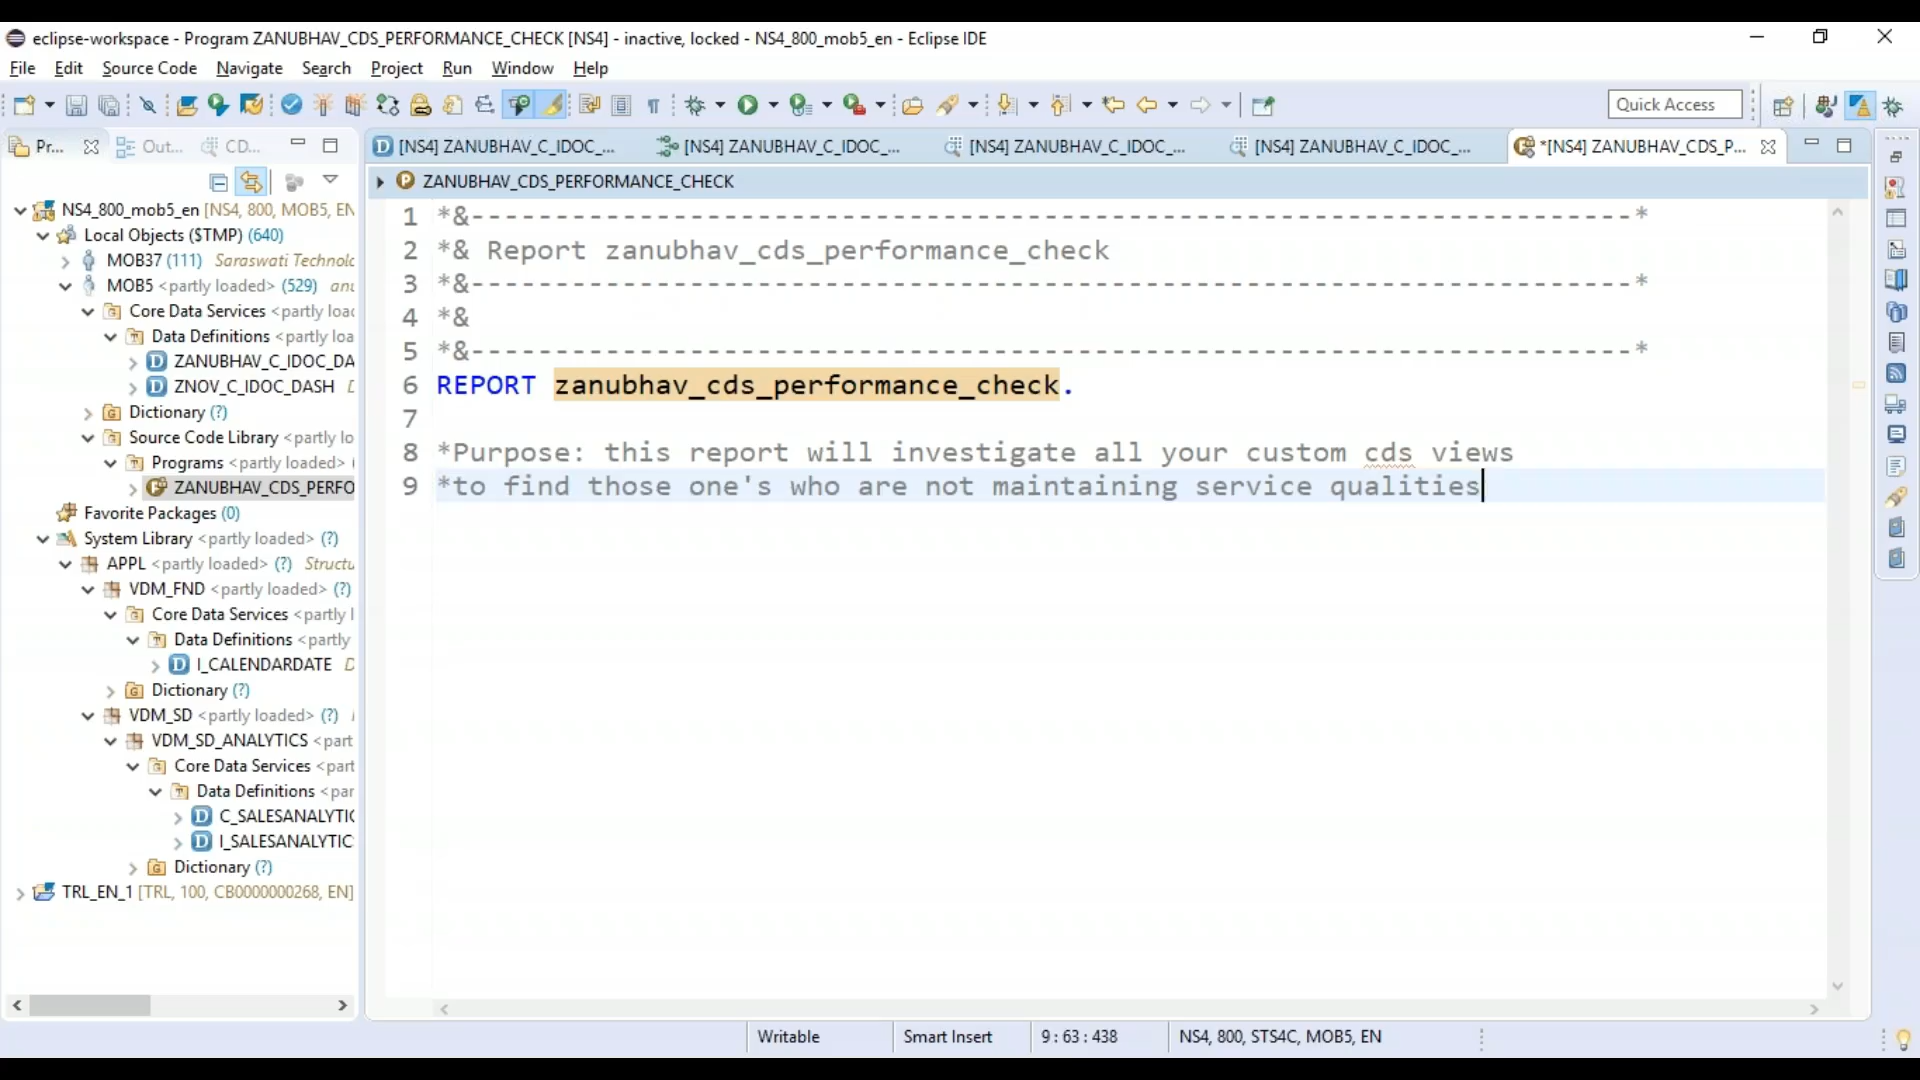 eclipse-workspace - Program ZANUBHAV_CDS_PERFORMANCE_CHECK [NS4] - inactive, locked - NS4_800_mob5_en - Eclipse IDE
File Edit Source Code Navigate Search Project Run Window Help
Quick Access
Pr... Out... CD...
[NS4] ZANUBHAV_C_IDOC_... [NS4] ZANUBHAV_C_IDOC_... [NS4] ZANUBHAV_C_IDOC_... [NS4] ZANUBHAV_C_IDOC_... *[NS4] ZANUBHAV_CDS_P...
ZANUBHAV_CDS_PERFORMANCE_CHECK
NS4_800_mob5_en [NS4, 800, MOB5, EN
Local Objects ($TMP) (640)
MOB37 (111) Saraswati Technolo
MOB5 <partly loaded> (529) anu
Core Data Services <partly loac
Data Definitions <partly loa
ZANUBHAV_C_IDOC_DA
ZNOV_C_IDOC_DASH D
Dictionary (?)
Source Code Library <partly lo
Programs <partly loaded> (
ZANUBHAV_CDS_PERFO
Favorite Packages (0)
System Library <partly loaded> (?)
APPL <partly loaded> (?) Structu
VDM_FND <partly loaded> (?)
Core Data Services <partly l
Data Definitions <partly
I_CALENDARDATE D
Dictionary (?)
VDM_SD <partly loaded> (?)
VDM_SD_ANALYTICS <part
Core Data Services <part
Data Definitions <par
C_SALESANALYTIC
I_SALESANALYTIC
Dictionary (?)
TRL_EN_1 [TRL, 100, CB0000000268, EN]
1 *&---------------------------------------------------------------------*
2 *& Report zanubhav_cds_performance_check
3 *&---------------------------------------------------------------------*
4 *&
5 *&---------------------------------------------------------------------*
6 REPORT zanubhav_cds_performance_check.
7
8 *Purpose: this report will investigate all your custom cds views
9 *to find those one's who are not maintaining service qualities
Writable Smart Insert 9 : 63 : 438 NS4, 800, STS4C, MOB5, EN